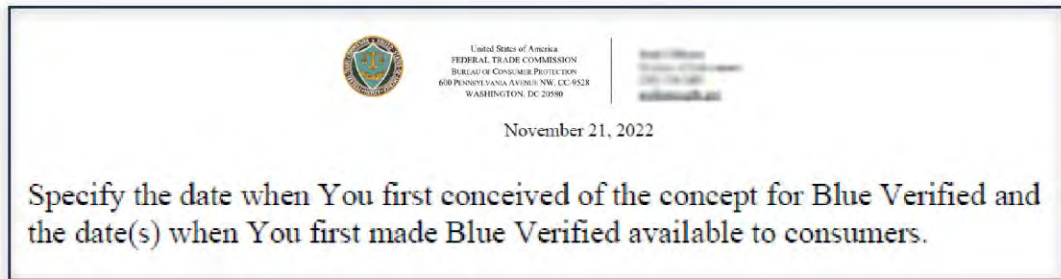 United States of America
FEDERAL TRADE COMMISSION
BUREAU OF CONSUMER PROTECTION
600 PENNSYLVANIA AVENUE NW, CC-9528
WASHINGTON, DC 20580
November 21, 2022
Specify the date when You first conceived of the concept for Blue Verified and
the date(s) when You first made Blue Verified available to consumers.